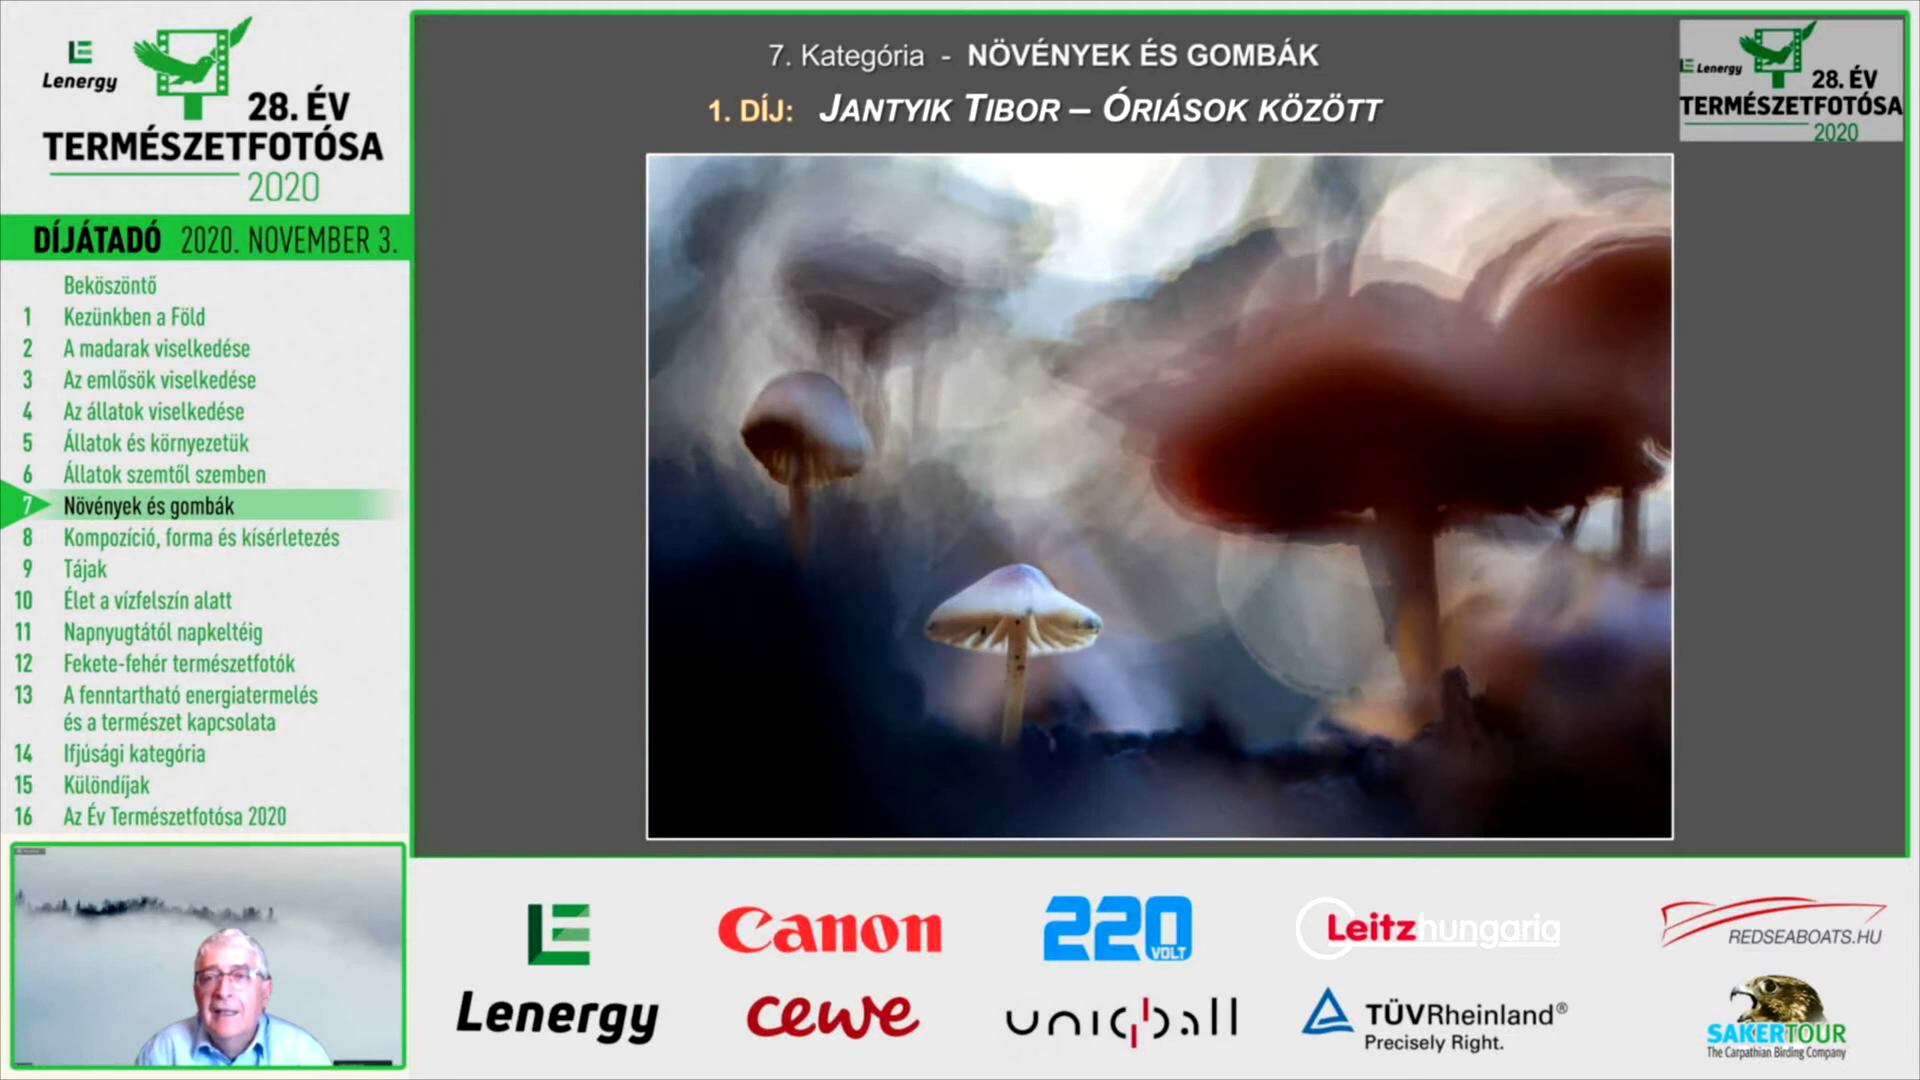 Lenergy
28. ÉV
TERMÉSZETFOTÓSA
2020
DÍJÁTADÓ 2020. NOVEMBER 3.
Beköszöntő
1 Kezünkben a Föld
2 A madarak viselkedése
3 Az emlősök viselkedése
4 Az állatok viselkedése
5 Állatok és környezetük
6 Állatok szemtől szemben
7 Növények és gombák
8 Kompozíció, forma és kísérletezés
9 Tájak
10 Élet a vízfelszín alatt
11 Napnyugtától napkeltéig
12 Fekete-fehér természetfotók
13 A fenntartható energiatermelés
és a természet kapcsolata
14 Ifjúsági kategória
15 Különdíjak
16 Az Év Természetfotósa 2020
7. Kategória - NÖVÉNYEK ÉS GOMBÁK
1. DÍJ: JANTYIK TIBOR – ÓRIÁSOK KÖZÖTT
Lenergy
28. ÉV
TERMÉSZETFOTÓSA
2020
Canon
220
VOLT
Leitzhungaria
REDSEABOATS.HU
Lenergy
cewe
uniqball
TÜVRheinland®
Precisely Right.
SAKERTOUR
The Carpathian Birding Company